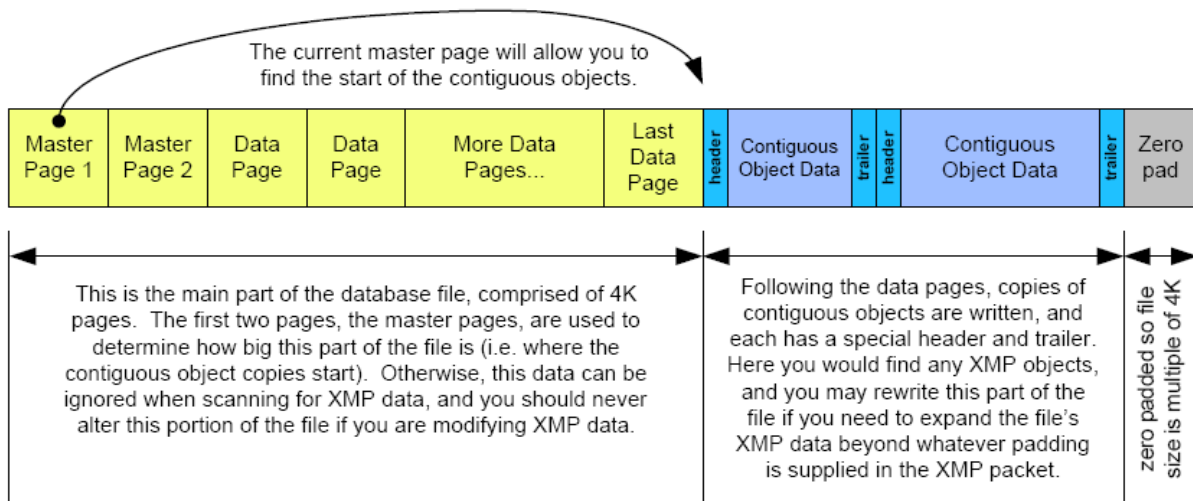 The current master page will allow you to
find the start of the contiguous objects.
Master
Page 1
Master
Page 2
Data
Page
Data
Page
More Data
Pages...
Last
Data
Page
header
Contiguous
Object Data
trailer
header
Contiguous
Object Data
trailer
Zero
pad
This is the main part of the database file, comprised of 4K
pages. The first two pages, the master pages, are used to
determine how big this part of the file is (i.e. where the
contiguous object copies start). Otherwise, this data can be
ignored when scanning for XMP data, and you should never
alter this portion of the file if you are modifying XMP data.
Following the data pages, copies of
contiguous objects are written, and
each has a special header and trailer.
Here you would find any XMP objects,
and you may rewrite this part of the
file if you need to expand the file's
XMP data beyond whatever padding
is supplied in the XMP packet.
zero padded so file
size is multiple of 4K